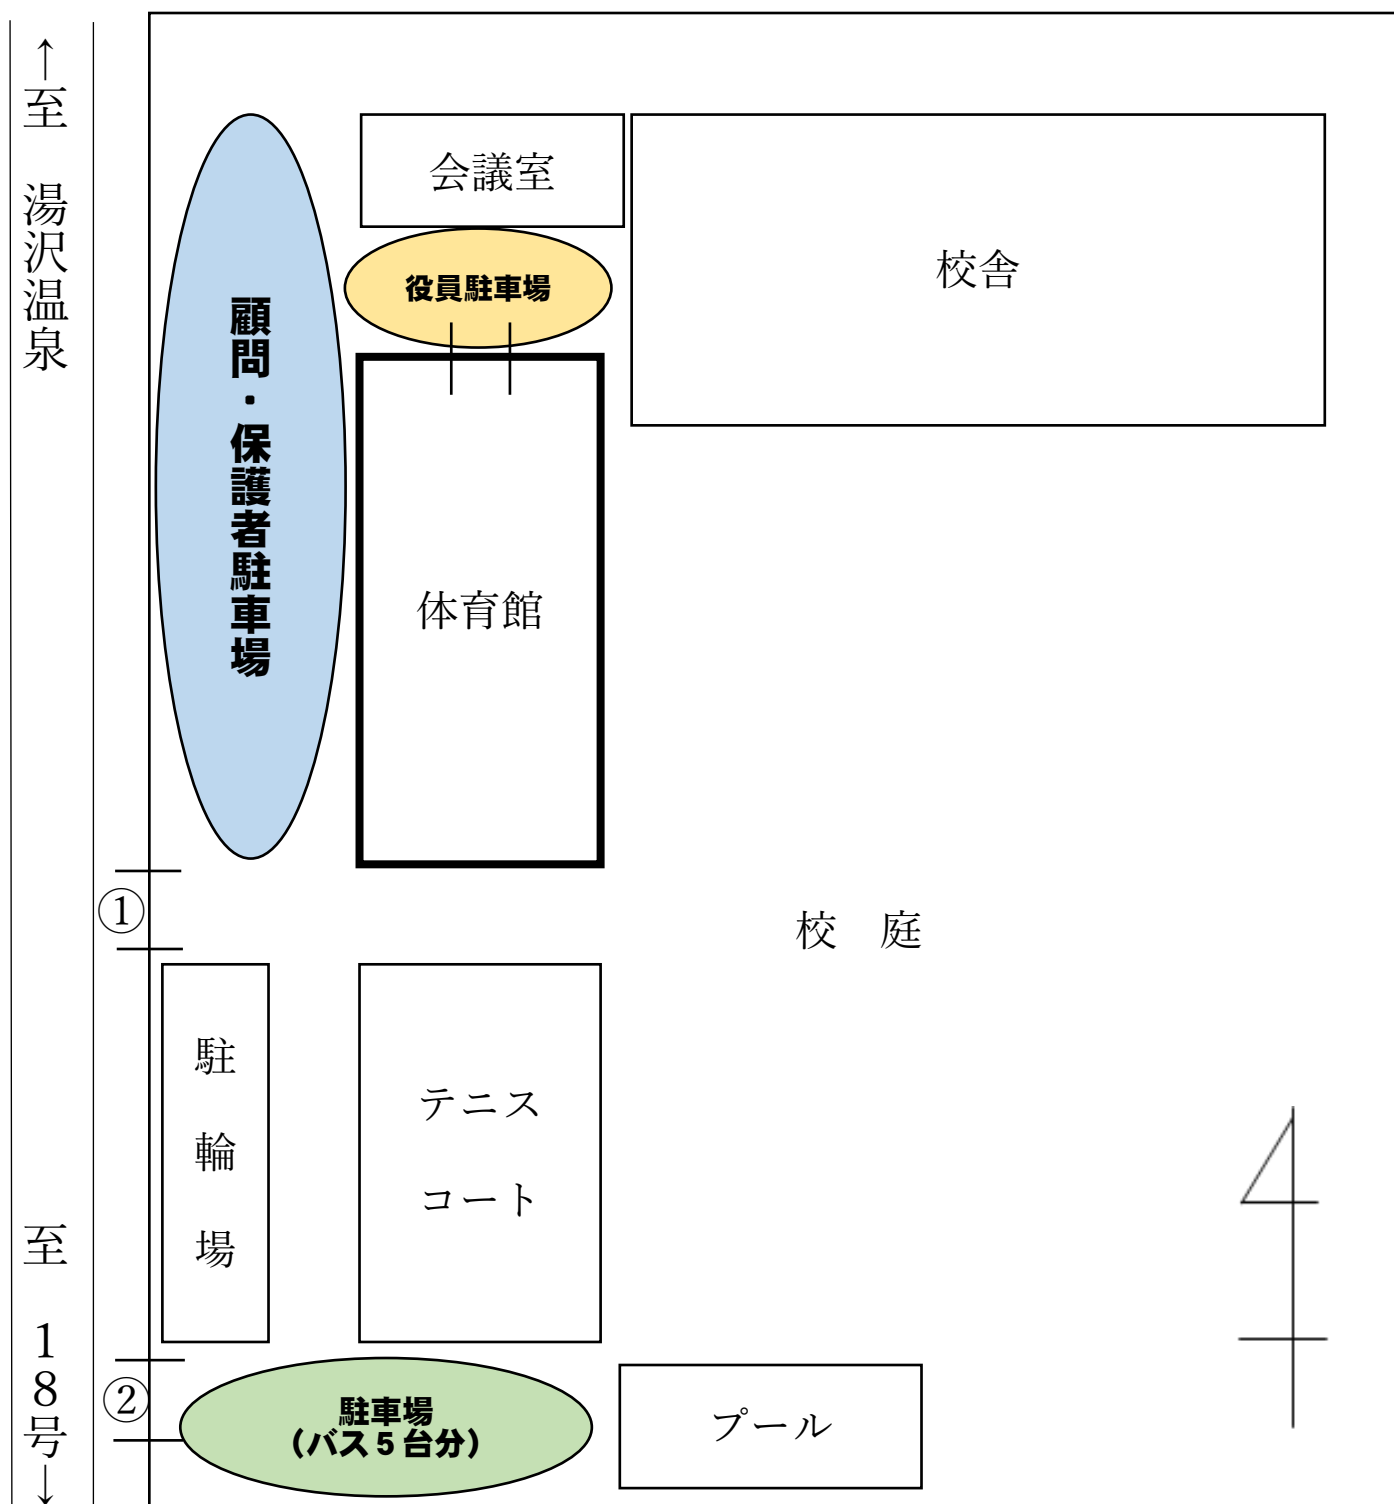 ←至　湯沢温泉
会議室
校舎
役員駐車場
顧問・保護者駐車場
体育館
①
校　庭
駐輪場
テニス
コート
至　18号→
②
駐車場
（バス5台分）
プール